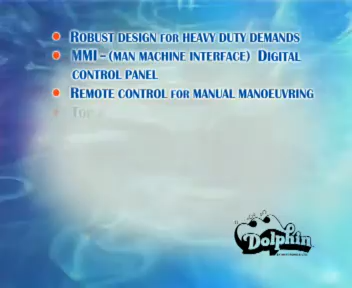 ROBUST DESIGN FOR HEAVY DUTY DEMANDS
MMI - (MAN MACHINE INTERFACE) DIGITAL
CONTROL PANEL
REMOTE CONTROL FOR MANUAL MANOEUVRING
TOP
Dolphin